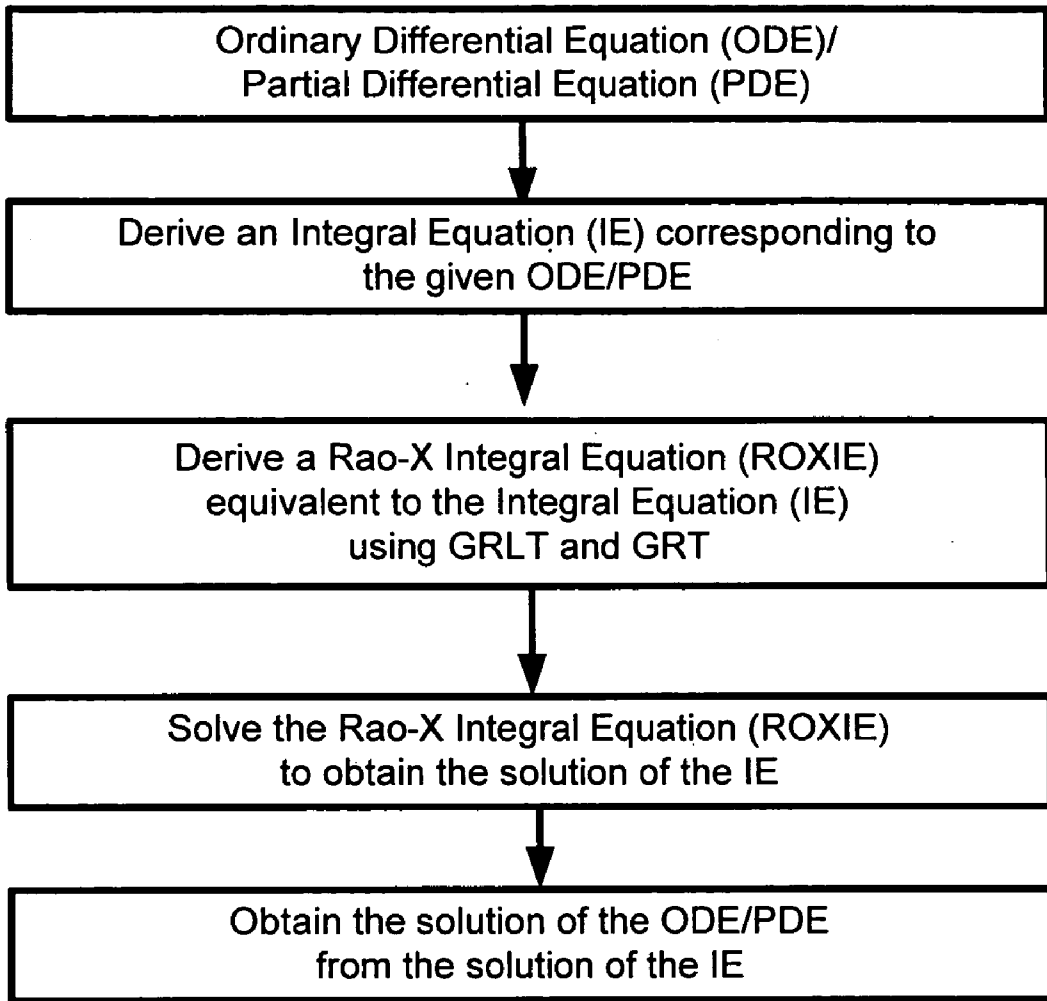 Ordinary Differential Equation (ODE)/
Partial Differential Equation (PDE)
Derive an Integral Equation (IE) corresponding to
the given ODE/PDE
Derive a Rao-X Integral Equation (ROXIE)
equivalent to the Integral Equation (IE)
using GRLT and GRT
Solve the Rao-X Integral Equation (ROXIE)
to obtain the solution of the IE
Obtain the solution of the ODE/PDE
from the solution of the IE